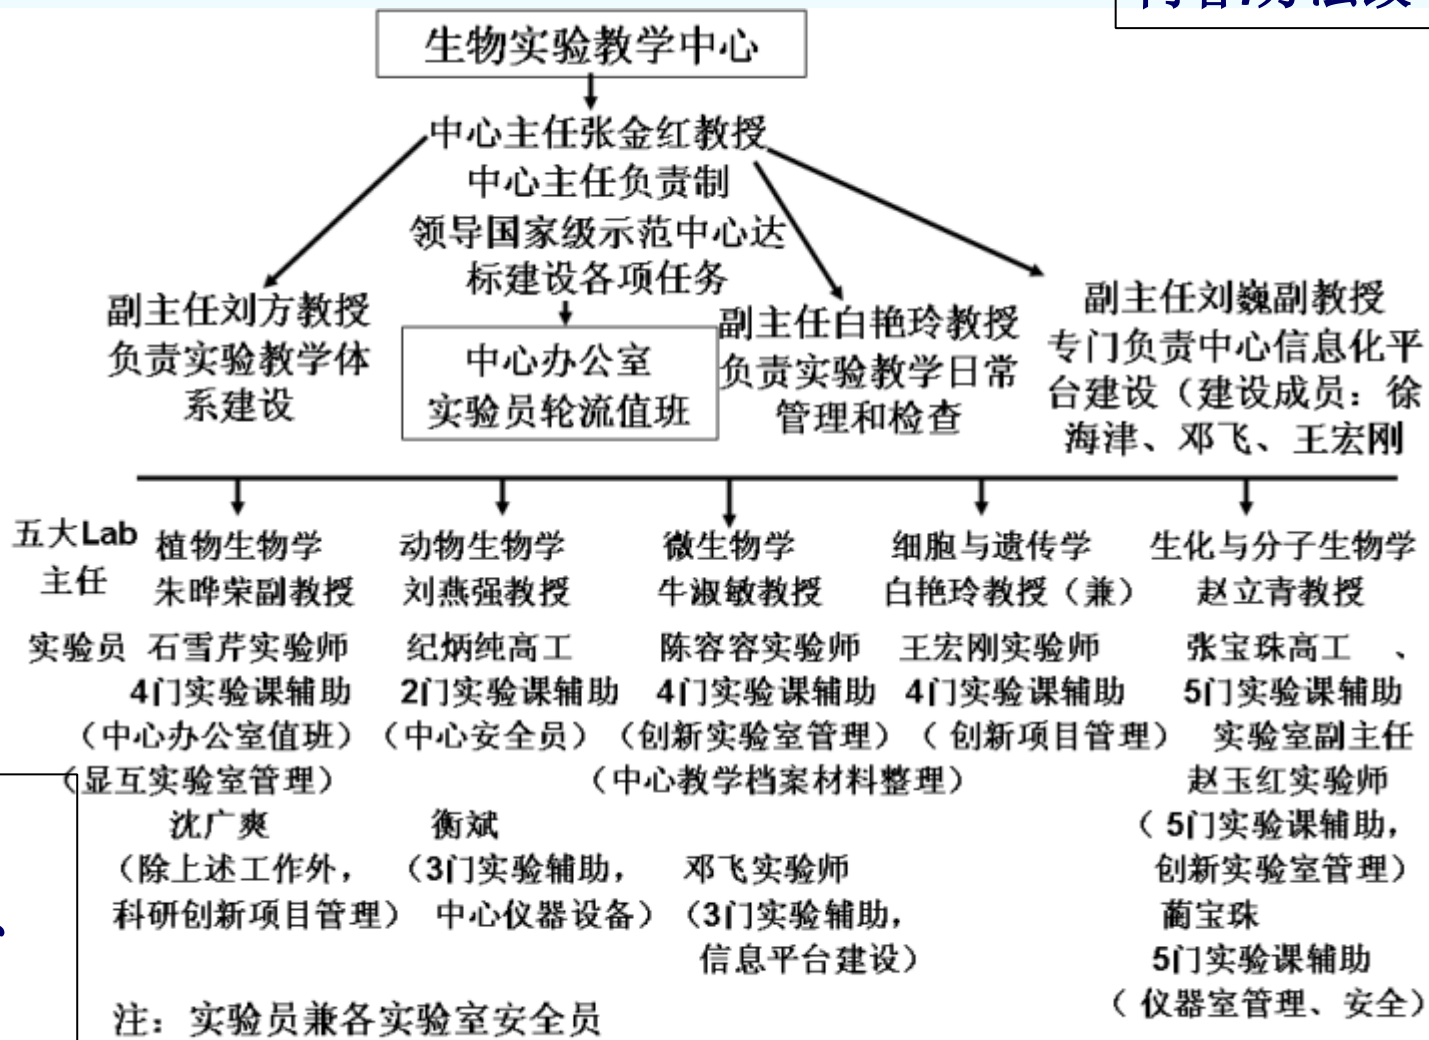 生物实验教学中心
中心主任张金红教授
中心主任负责制
领导国家级示范中心达
标建设各项任务
副主任刘方教授
负责实验教学体
系建设
中心办公室
实验员轮流值班
副主任白艳玲教授
负责实验教学日常
管理和检查
副主任刘巍副教授
专门负责中心信息化平
台建设（建设成员：徐
海津、邓飞、王宏刚
五大Lab
主任
植物生物学
朱晔荣副教授
动物生物学
刘燕强教授
微生物学
牛淑敏教授
细胞与遗传学
白艳玲教授（兼）
生化与分子生物学
赵立青教授
实验员
石雪芹实验师
4门实验课辅助
（中心办公室值班）
（显互实验室管理）
沈广爽
（除上述工作外，
科研创新项目管理）
纪炳纯高工
2门实验课辅助
（中心安全员）
衡斌
（3门实验辅助，
中心仪器设备）
陈容容实验师
4门实验课辅助
（创新实验室管理）
（中心教学档案材料整理）
邓飞实验师
（3门实验辅助，
信息平台建设）
王宏刚实验师
4门实验课辅助
（ 创新项目管理）
张宝珠高工 、
5门实验课辅助
实验室副主任
赵玉红实验师
（ 5门实验课辅助，
创新实验室管理）
蔺宝珠
5门实验课辅助
（ 仪器室管理、安全）
注：实验员兼各实验室安全员